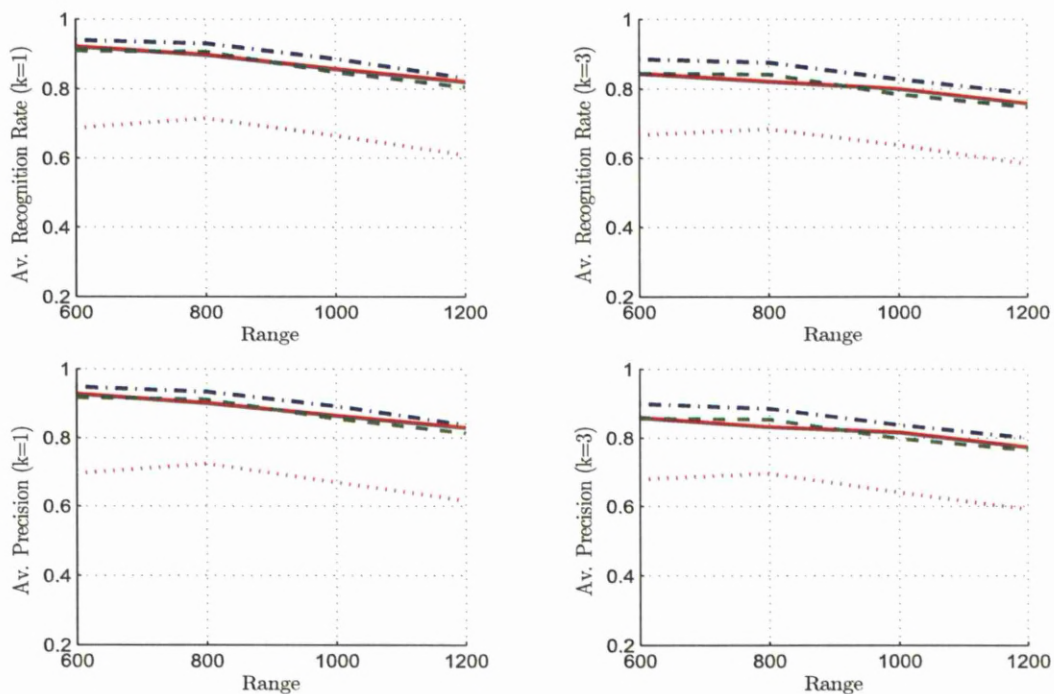 1
0.8
0.6
0.4
0.2
600 800 1000 1200
Range
Av. Recognition Rate (k=1)
1
0.8
0.6
0.4
0.2
600 800 1000 1200
Range
Av. Recognition Rate (k=3)
1
0.8
0.6
0.4
0.2
600 800 1000 1200
Range
Av. Precision (k=1)
1
0.8
0.6
0.4
0.2
600 800 1000 1200
Range
Av. Precision (k=3)